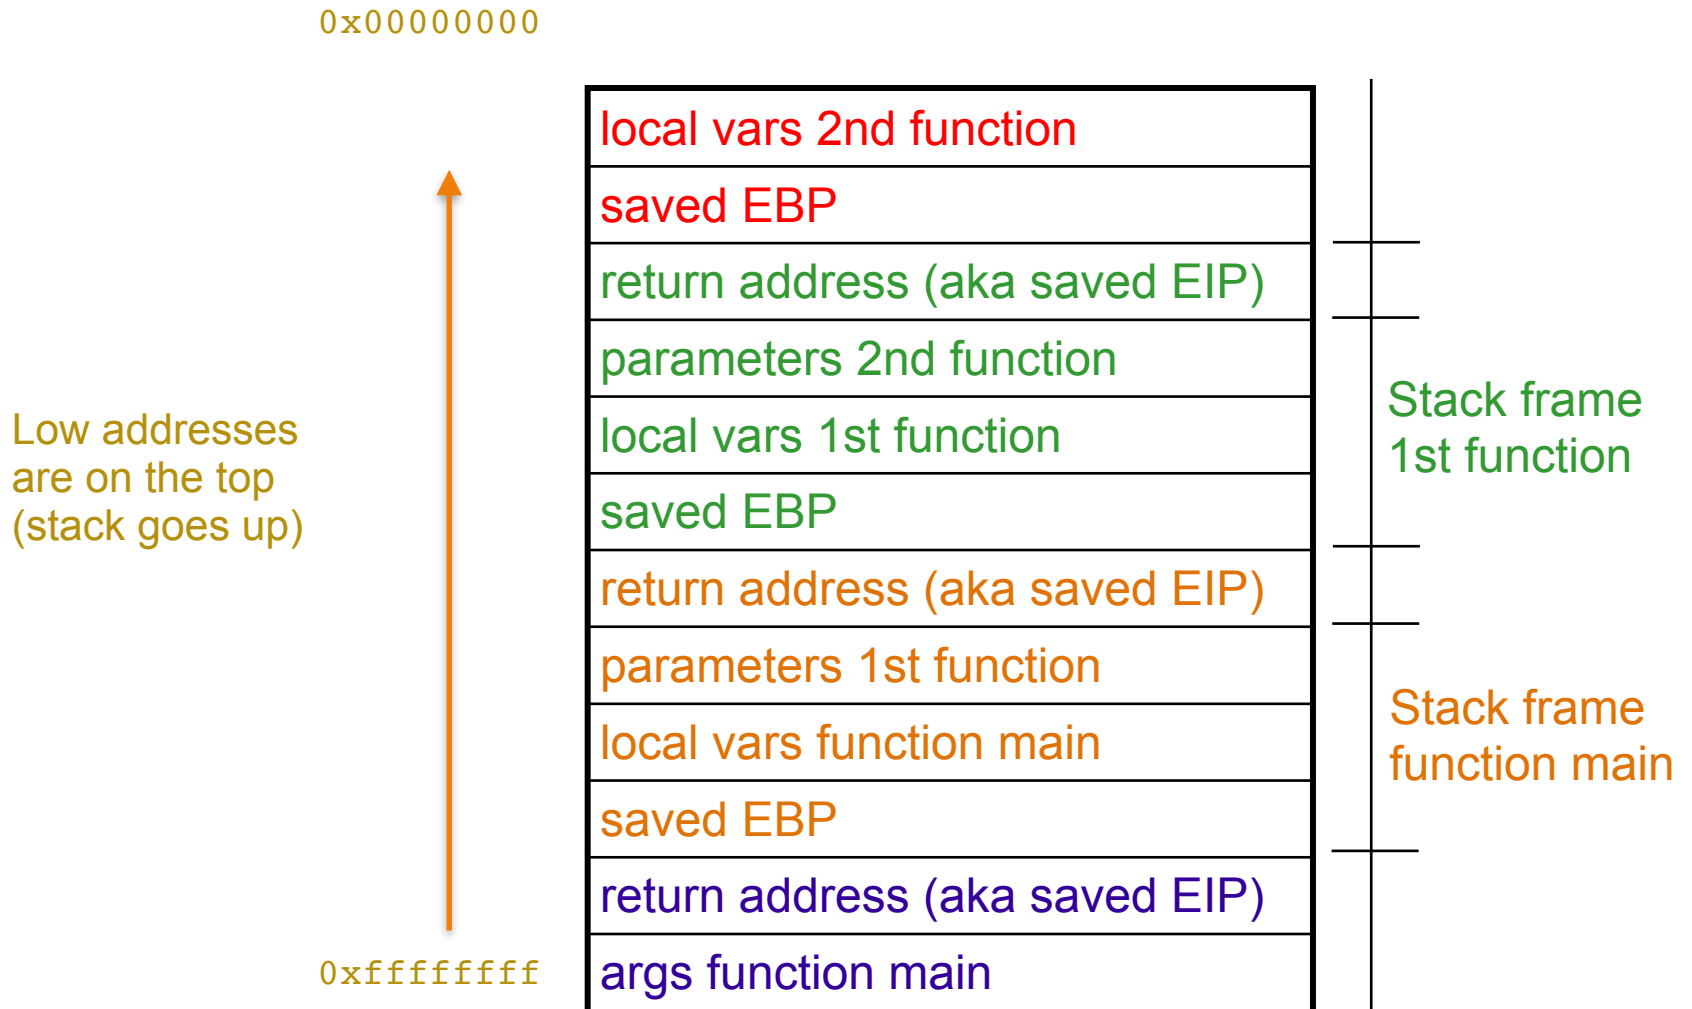 0x00000000
local vars 2nd function
saved EBP
return address (aka saved EIP)
parameters 2nd function
local vars 1st function
saved EBP
return address (aka saved EIP)
parameters 1st function
local vars function main
saved EBP
return address (aka saved EIP)
args function main
Low addresses
are on the top
(stack goes up)
0xffffffff
Stack frame
1st function
Stack frame
function main